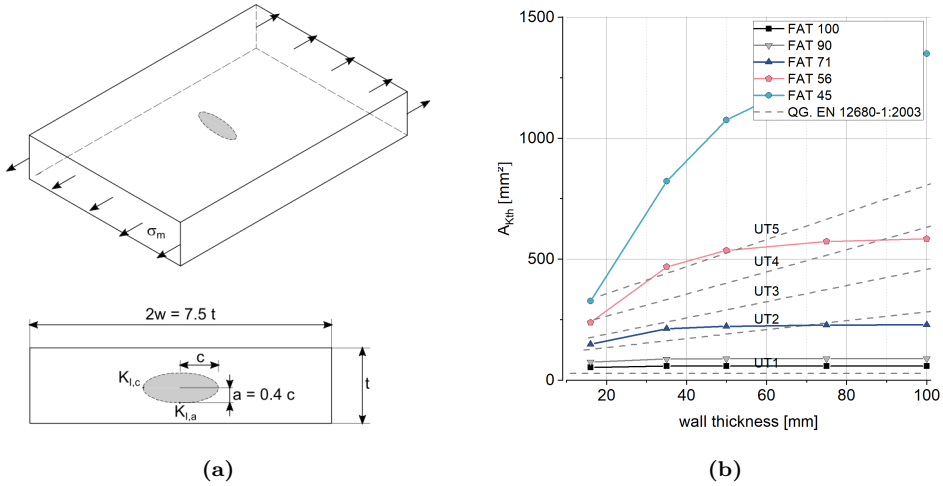 σm
2w = 7.5 t
c
KI,c
a = 0.4 c
t
KI,a
(a)
1500
1000
500
0
AKth [mm²]
FAT 100
FAT 90
FAT 71
FAT 56
FAT 45
QG. EN 12680-1:2003
UT5
UT4
UT3
UT2
UT1
20 40 60 80 100
wall thickness [mm]
(b)